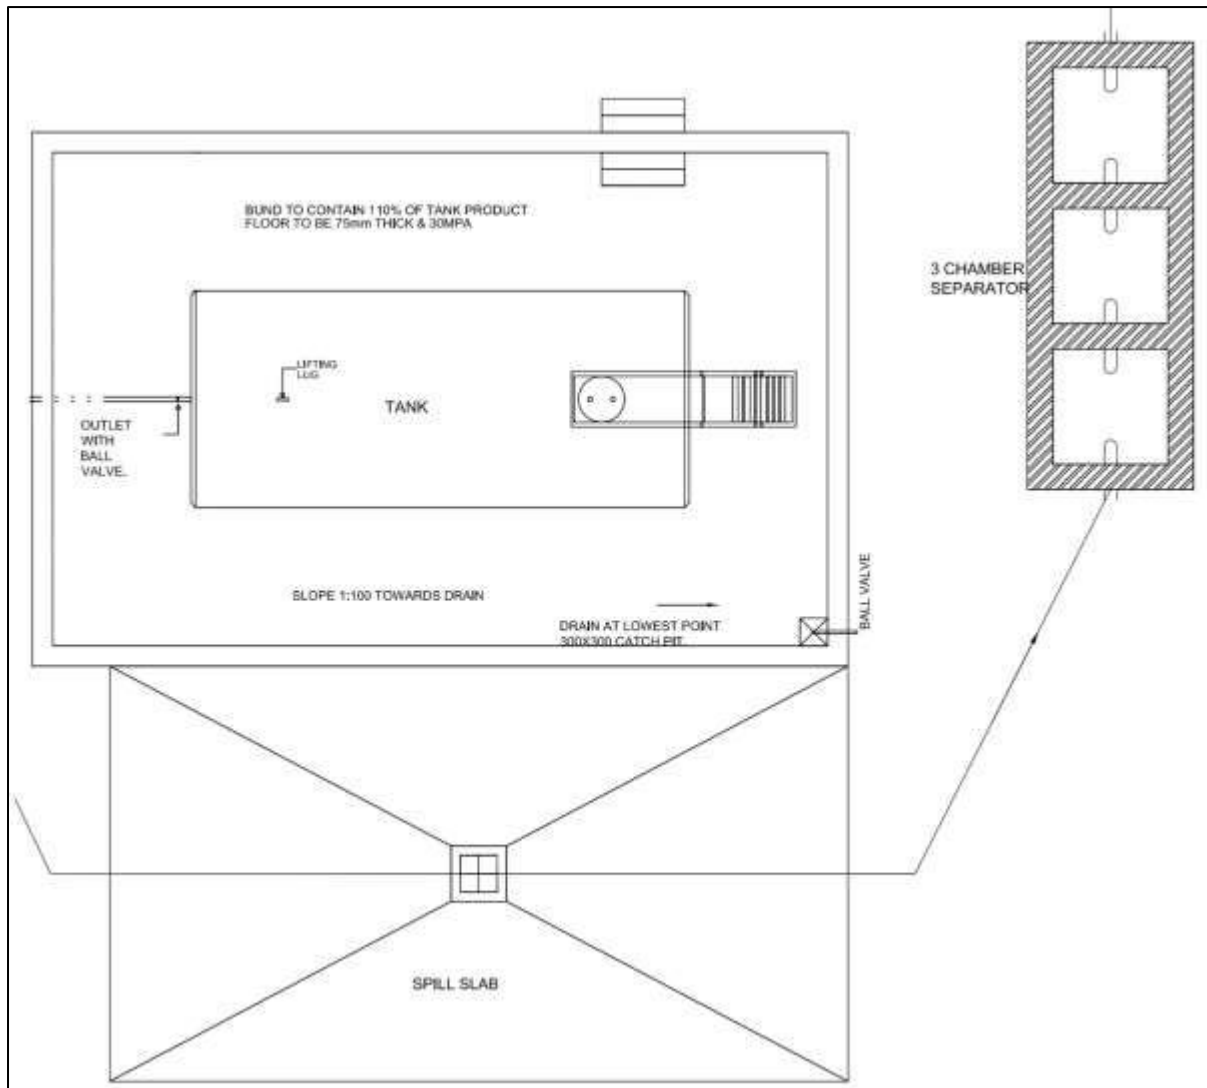 BUND TO CONTAIN 110% OF TANK PRODUCT
FLOOR TO BE 75mm THICK & 30MPA
3 CHAMBER
SEPARATOR
LIFTING
LUG
TANK
OUTLET
WITH
BALL
VALVE.
BALL VALVE
SLOPE 1:100 TOWARDS DRAIN
DRAIN AT LOWEST POINT
300X300 CATCH PIT.
SPILL SLAB